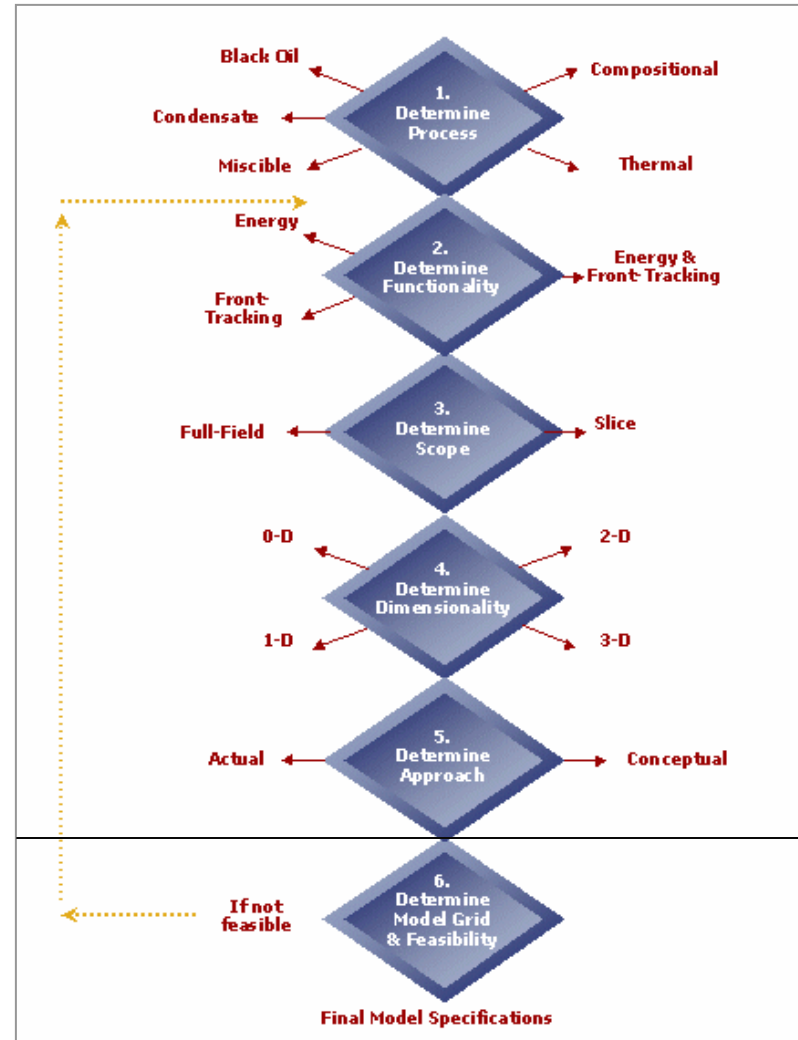 Black Oil
Compositional
1.
Determine
Process
Condensate
Miscible
Thermal
Energy
2.
Determine
Functionality
Energy &
Front-Tracking
Front-
Tracking
3.
Determine
Scope
Full-Field
Slice
0-D
2-D
4.
Determine
Dimensionality
1-D
3-D
5.
Determine
Approach
Actual
Conceptual
6.
Determine
Model Grid
& Feasibility
If not
feasible
Final Model Specifications